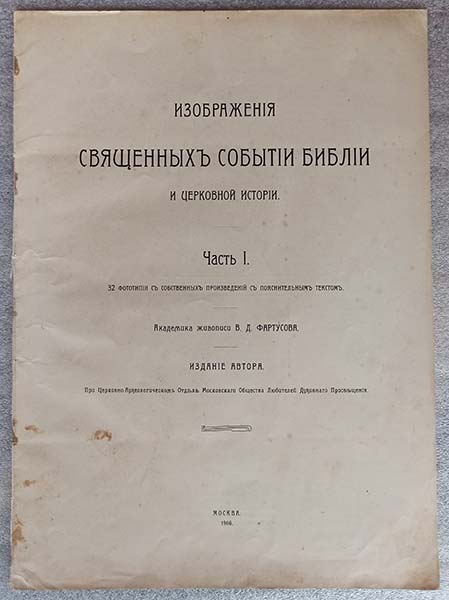 ИЗОБРАЖЕНІЯ
СВЯЩЕННЫХЪ СОБЫТІИ БИБЛІИ
И ЦЕРКОВНОЙ ИСТОРІИ.
Часть I.
32 ФОТОТИПІИ СЪ СОБСТВЕННЫХЪ ПРОИЗВЕДЕНІЙ СЪ ПОЯСНИТЕЛЬНЫМЪ ТЕКСТОМЪ.
Академика живописи В. Д. ФАРТУСОВА.
ИЗДАНІЕ АВТОРА.
При Церковно-Археологическомъ Отдѣлѣ Московскаго Общества Любителей Духовнаго Просвѣщенія.
МОСКВА.
1906.